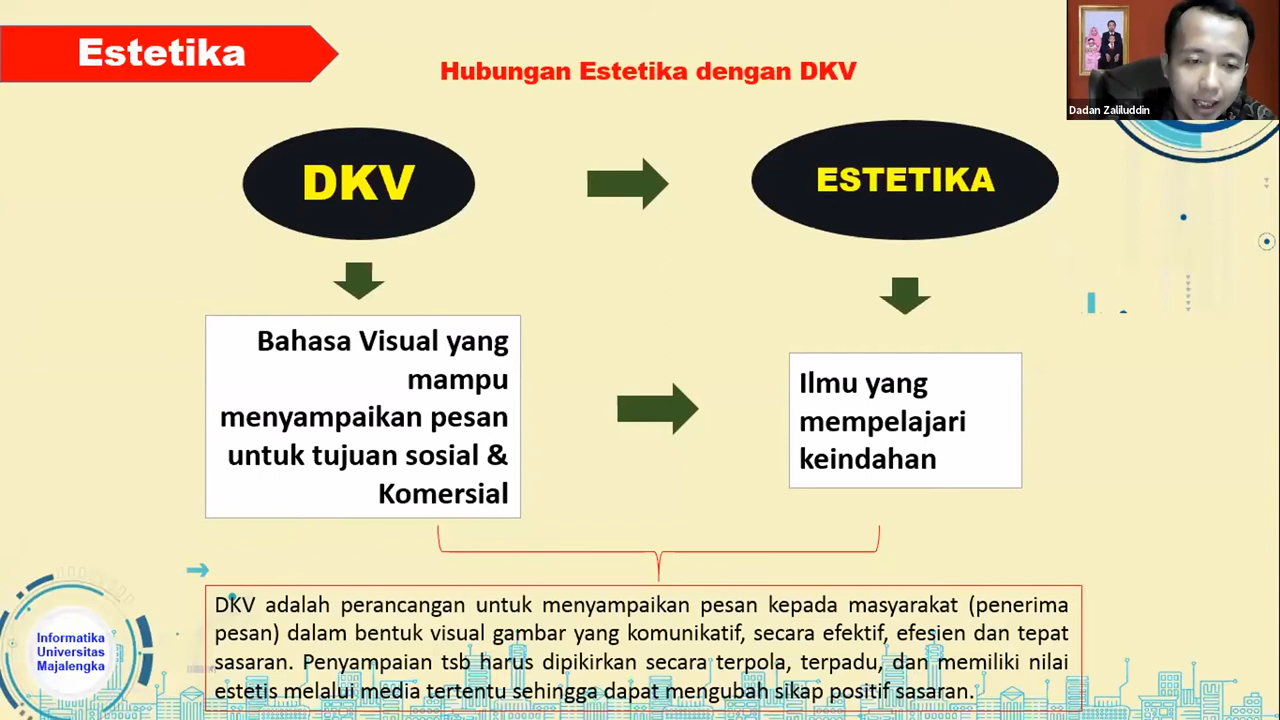 Estetika
Hubungan Estetika dengan DKV
Dadan Zaliluddin
DKV
ESTETIKA
Bahasa Visual yang
mampu
menyampaikan pesan
untuk tujuan sosial &
Komersial
Ilmu yang
mempelajari
keindahan
DKV adalah perancangan untuk menyampaikan pesan kepada masyarakat (penerima
pesan) dalam bentuk visual gambar yang komunikatif, secara efektif, efesien dan tepat
sasaran. Penyampaian tsb harus dipikirkan secara terpola, terpadu, dan memiliki nilai
estetis melalui media tertentu sehingga dapat mengubah sikap positif sasaran.
Informatika
Universitas
Majalengka